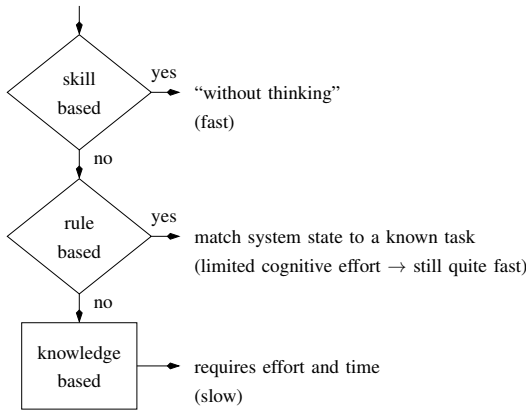 skill
based
yes
“without thinking”
(fast)
no
rule
based
yes
match system state to a known task
(limited cognitive effort → still quite fast)
no
knowledge
based
requires effort and time
(slow)